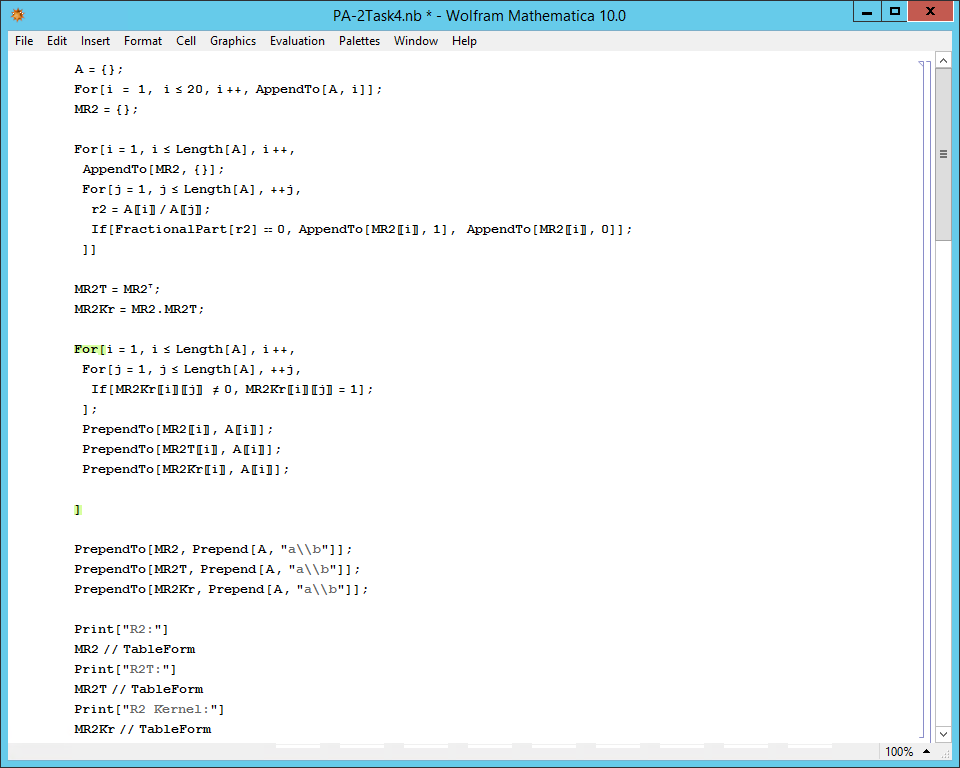 PA-2Task4.nb * - Wolfram Mathematica 10.0
File Edit Insert Format Cell Graphics Evaluation Palettes Window Help
A = {};
For[i = 1, i ≤ 20, i++, AppendTo[A, i]];
MR2 = {};
For[i = 1, i ≤ Length[A], i++,
AppendTo[MR2, {}];
For[j = 1, j ≤ Length[A], ++j,
r2 = A〚i〛 / A〚j〛;
If[FractionalPart[r2] == 0, AppendTo[MR2〚i〛, 1], AppendTo[MR2〚i〛, 0]];
]]
MR2T = MR2ᵀ;
MR2Kr = MR2.MR2T;
For[i = 1, i ≤ Length[A], i++,
For[j = 1, j ≤ Length[A], ++j,
If[MR2Kr〚i〛〚j〛 ≠ 0, MR2Kr〚i〛〚j〛 = 1];
];
PrependTo[MR2〚i〛, A〚i〛];
PrependTo[MR2T〚i〛, A〚i〛];
PrependTo[MR2Kr〚i〛, A〚i〛];
]
PrependTo[MR2, Prepend[A, "a\\b"]];
PrependTo[MR2T, Prepend[A, "a\\b"]];
PrependTo[MR2Kr, Prepend[A, "a\\b"]];
Print["R2:"]
MR2 // TableForm
Print["R2T:"]
MR2T // TableForm
Print["R2 Kernel:"]
MR2Kr // TableForm
100%